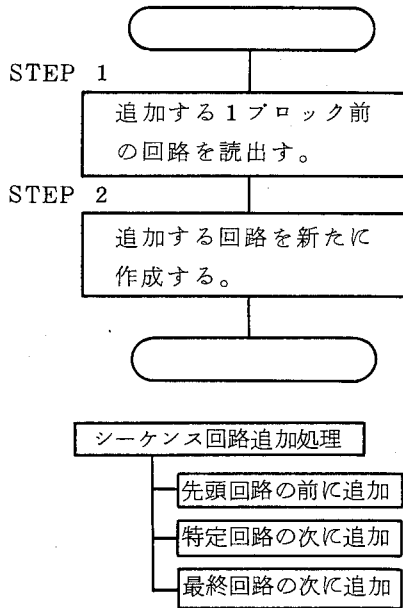 STEP 1
追加する1ブロック前
の回路を読出す。
STEP 2
追加する回路を新たに
作成する。
シーケンス回路追加処理
先頭回路の前に追加
特定回路の次に追加
最終回路の次に追加